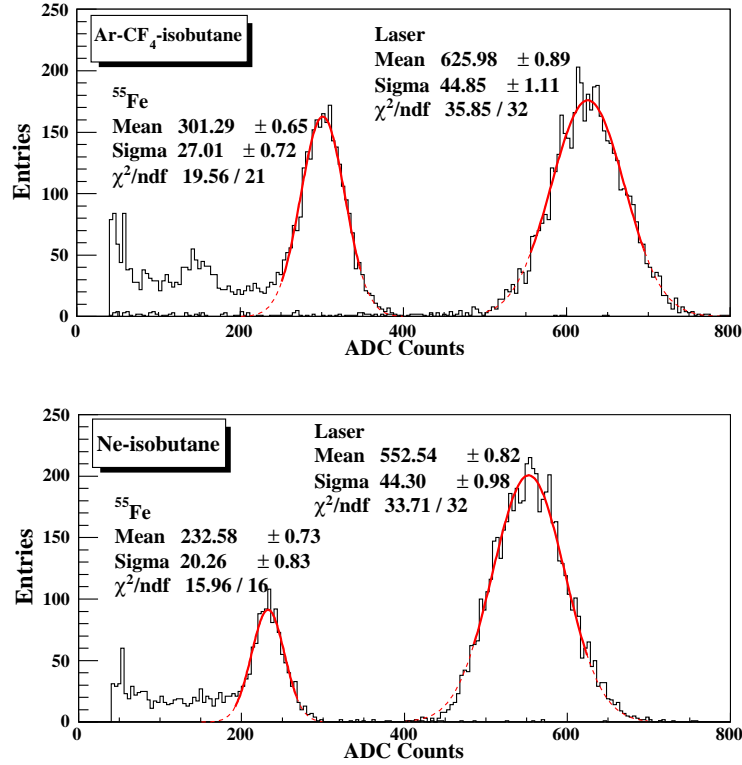 Ar-CF4-isobutane
Laser
Mean 625.98 ± 0.89
Sigma 44.85 ± 1.11
χ²/ndf 35.85 / 32
⁵⁵Fe
Mean 301.29 ± 0.65
Sigma 27.01 ± 0.72
χ²/ndf 19.56 / 21
Entries
250
200
150
100
50
0
0 200 400 600 800
ADC Counts
Ne-isobutane
Laser
Mean 552.54 ± 0.82
Sigma 44.30 ± 0.98
χ²/ndf 33.71 / 32
⁵⁵Fe
Mean 232.58 ± 0.73
Sigma 20.26 ± 0.83
χ²/ndf 15.96 / 16
Entries
250
200
150
100
50
0
0 200 400 600 800
ADC Counts